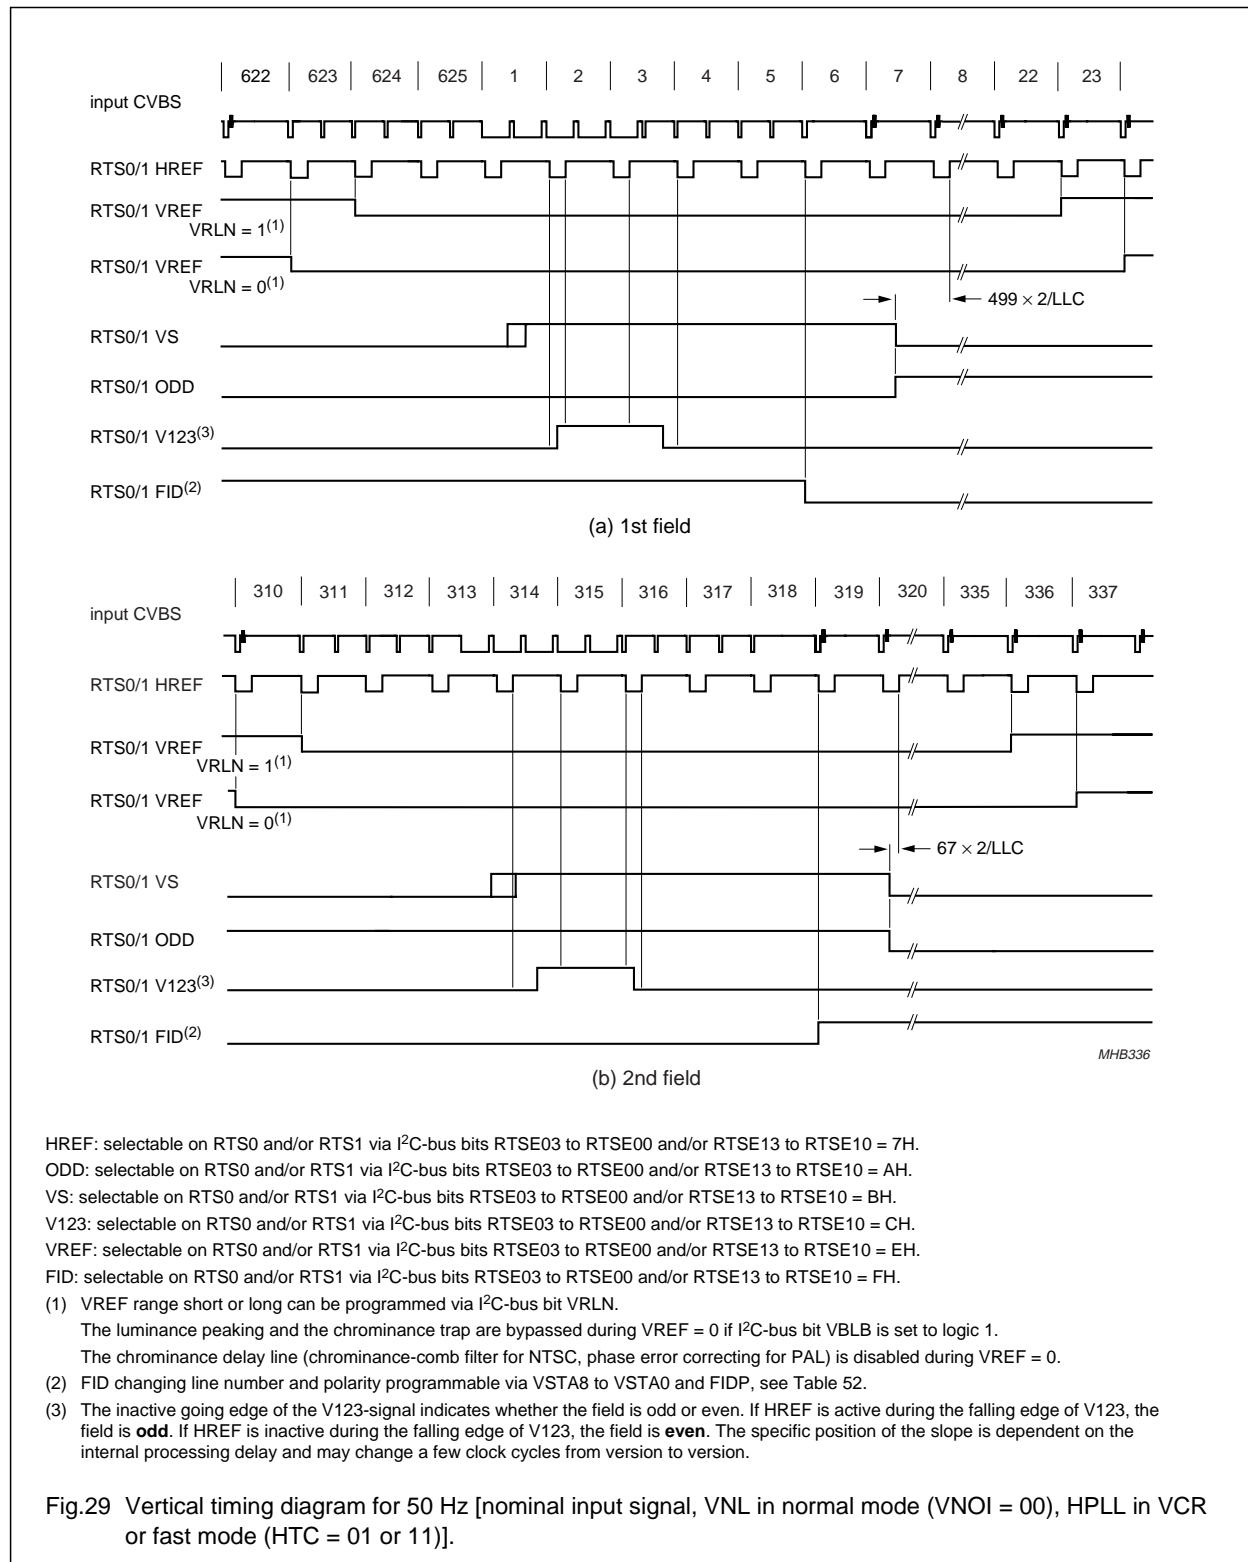 622 623 624 625 1 2 3 4 5 6 7 8 22 23
input CVBS
RTS0/1 HREF
RTS0/1 VREF
VRLN = 1(1)
RTS0/1 VREF
VRLN = 0(1)
499 × 2/LLC
RTS0/1 VS
RTS0/1 ODD
RTS0/1 V123(3)
RTS0/1 FID(2)
(a) 1st field
310 311 312 313 314 315 316 317 318 319 320 335 336 337
input CVBS
RTS0/1 HREF
RTS0/1 VREF
VRLN = 1(1)
RTS0/1 VREF
VRLN = 0(1)
67 × 2/LLC
RTS0/1 VS
RTS0/1 ODD
RTS0/1 V123(3)
RTS0/1 FID(2)
MHB336
(b) 2nd field
HREF: selectable on RTS0 and/or RTS1 via I2C-bus bits RTSE03 to RTSE00 and/or RTSE13 to RTSE10 = 7H.
ODD: selectable on RTS0 and/or RTS1 via I2C-bus bits RTSE03 to RTSE00 and/or RTSE13 to RTSE10 = AH.
VS: selectable on RTS0 and/or RTS1 via I2C-bus bits RTSE03 to RTSE00 and/or RTSE13 to RTSE10 = BH.
V123: selectable on RTS0 and/or RTS1 via I2C-bus bits RTSE03 to RTSE00 and/or RTSE13 to RTSE10 = CH.
VREF: selectable on RTS0 and/or RTS1 via I2C-bus bits RTSE03 to RTSE00 and/or RTSE13 to RTSE10 = EH.
FID: selectable on RTS0 and/or RTS1 via I2C-bus bits RTSE03 to RTSE00 and/or RTSE13 to RTSE10 = FH.
(1) VREF range short or long can be programmed via I2C-bus bit VRLN.
The luminance peaking and the chrominance trap are bypassed during VREF = 0 if I2C-bus bit VBLB is set to logic 1.
The chrominance delay line (chrominance-comb filter for NTSC, phase error correcting for PAL) is disabled during VREF = 0.
(2) FID changing line number and polarity programmable via VSTA8 to VSTA0 and FIDP, see Table 52.
(3) The inactive going edge of the V123-signal indicates whether the field is odd or even. If HREF is active during the falling edge of V123, the
field is odd. If HREF is inactive during the falling edge of V123, the field is even. The specific position of the slope is dependent on the
internal processing delay and may change a few clock cycles from version to version.
Fig.29 Vertical timing diagram for 50 Hz [nominal input signal, VNL in normal mode (VNOI = 00), HPLL in VCR
or fast mode (HTC = 01 or 11)].